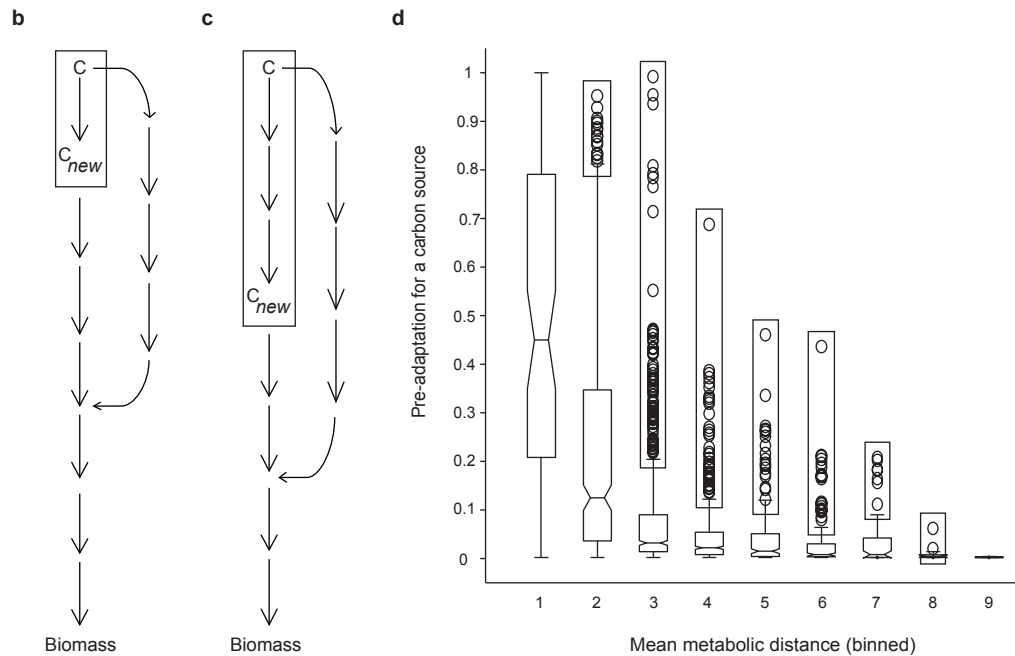 b
c
d
C
C
C new
C new
Biomass
Biomass
Pre-adaptation for a carbon source
1
0.9
0.8
0.7
0.6
0.5
0.4
0.3
0.2
0.1
0
1 2 3 4 5 6 7 8 9
Mean metabolic distance (binned)